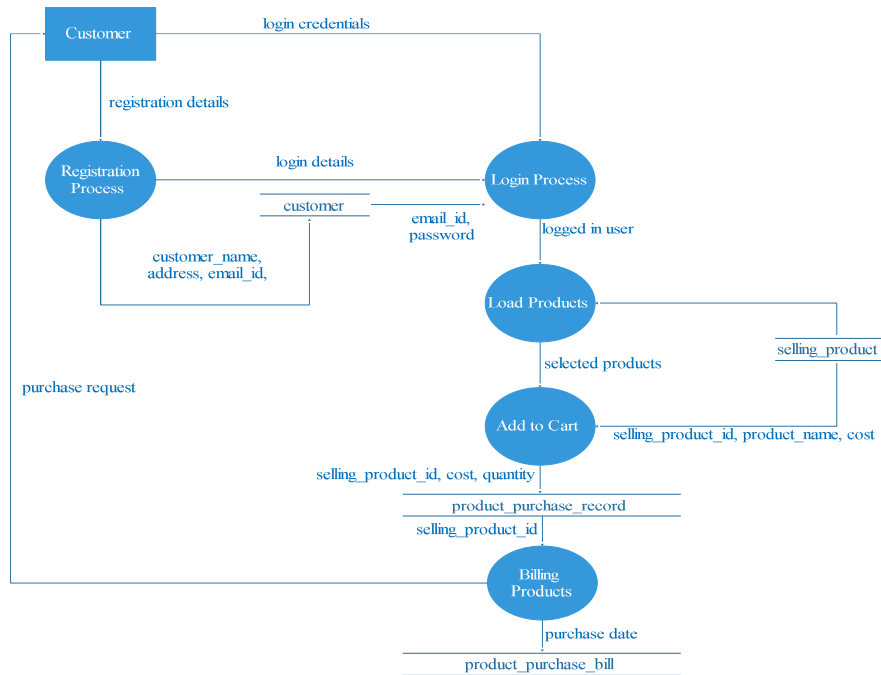 Customer
login credentials
registration details
Registration
Process
login details
Login Process
customer
email_id,
password
logged in user
customer_name,
address, email_id,
Load Products
selling_product
selected products
purchase request
Add to Cart
selling_product_id, product_name, cost
selling_product_id, cost, quantity
product_purchase_record
selling_product_id
Billing
Products
purchase date
product_purchase_bill